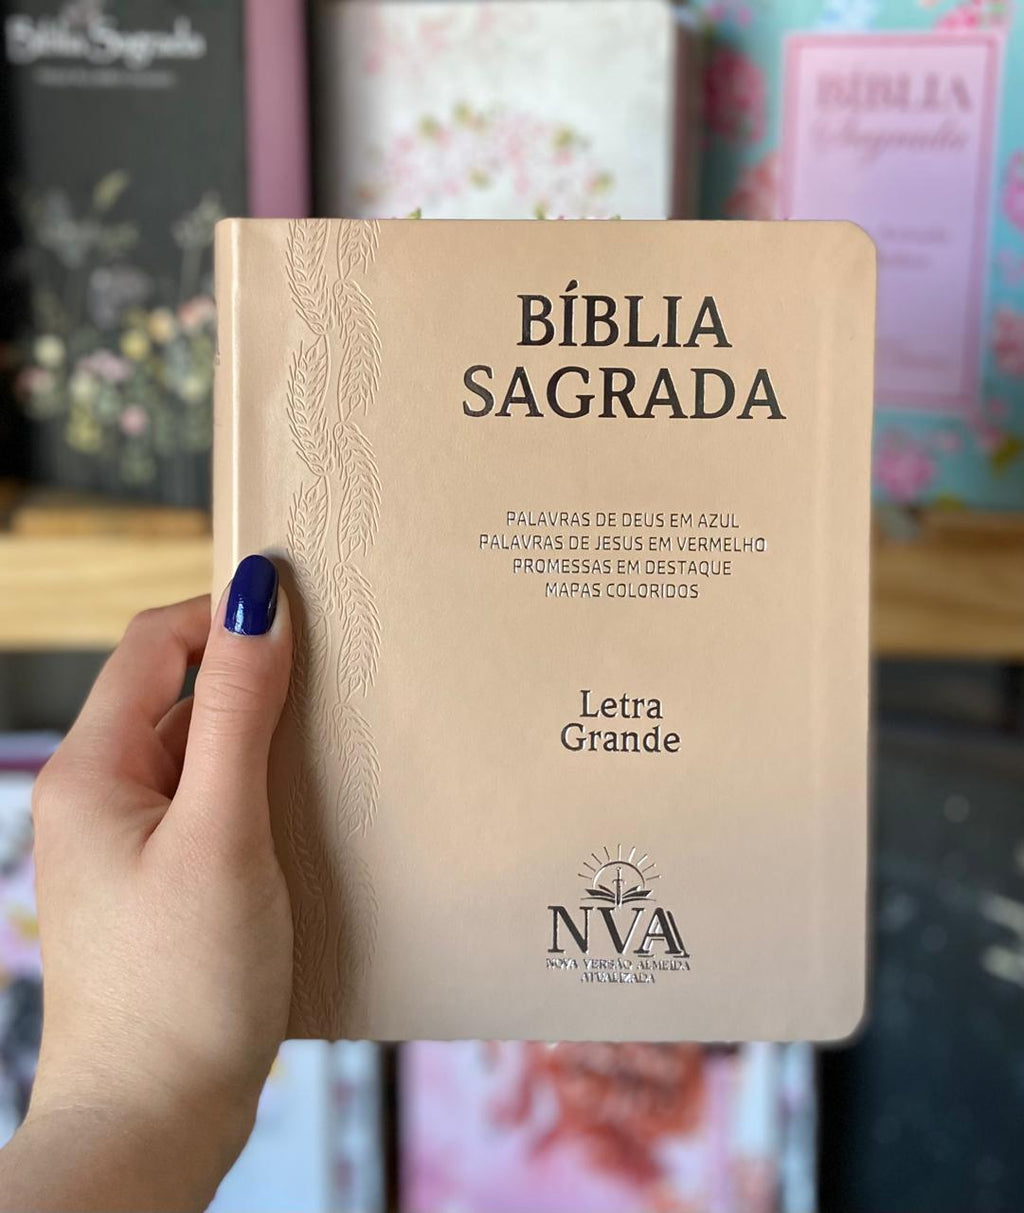 Bíblia Sagrada
BÍBLIA
Sagrada
BÍBLIA
SAGRADA
PALAVRAS DE DEUS EM AZUL
PALAVRAS DE JESUS EM VERMELHO
PROMESSAS EM DESTAQUE
MAPAS COLORIDOS
Letra
Grande
NVA
NOVA VERSÃO ALMEIDA
ATUALIZADA